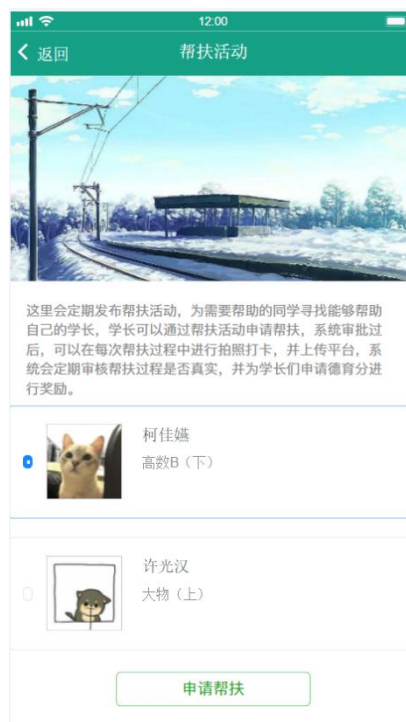 12:00
返回
帮扶活动
这里会定期发布帮扶活动，为需要帮助的同学寻找能够帮助
自己的学长，学长可以通过帮扶活动申请帮扶，系统审批过
后，可以在每次帮扶过程中进行拍照打卡，并上传平台，系
统会定期审核帮扶过程是否真实，并为学长们申请德育分进
行奖励。
柯佳嬿
高数B（下）
许光汉
大物（上）
申请帮扶